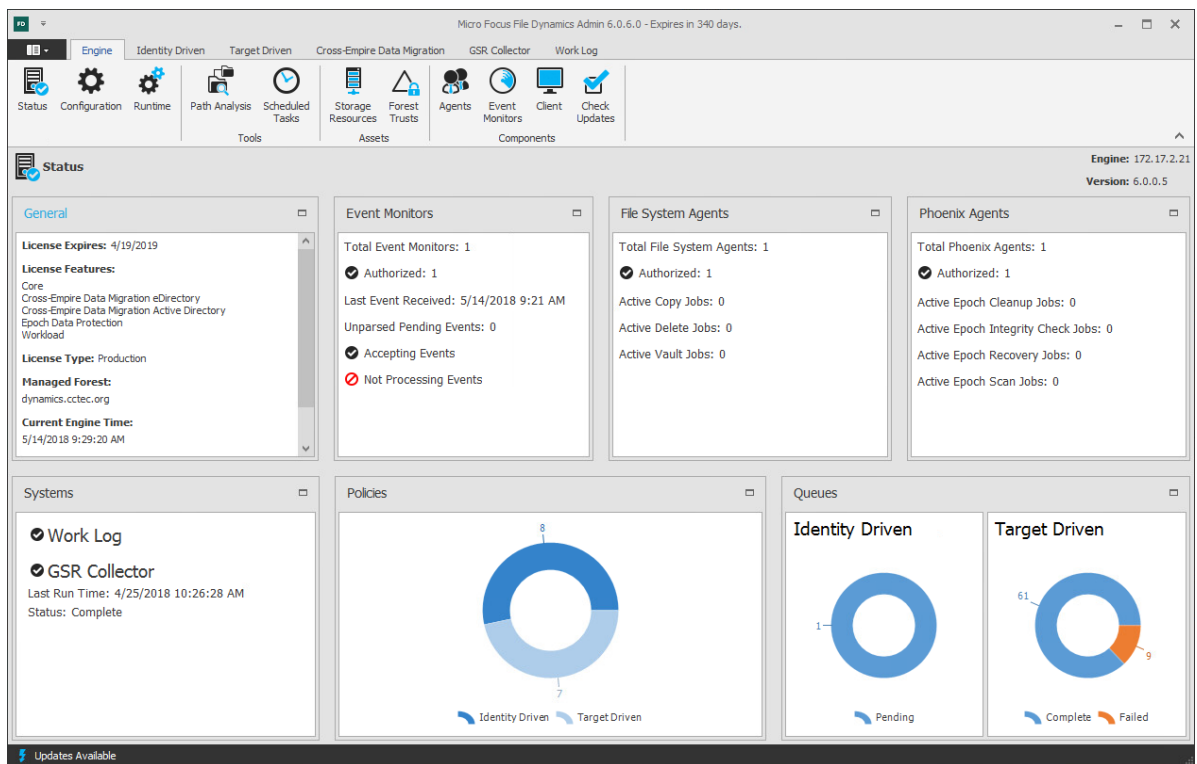 FD
Micro Focus File Dynamics Admin 6.0.6.0 - Expires in 340 days.
Engine Identity Driven Target Driven Cross-Empire Data Migration GSR Collector Work Log
Status Configuration Runtime Path Analysis Scheduled Tasks Storage Resources Forest Trusts Agents Event Monitors Client Check Updates
Tools Assets Components
Status
Engine: 172.17.2.21
Version: 6.0.0.5
General
License Expires: 4/19/2019
License Features:
Core
Cross-Empire Data Migration eDirectory
Cross-Empire Data Migration Active Directory
Epoch Data Protection
Workload
License Type: Production
Managed Forest:
dynamics.cctec.org
Current Engine Time:
5/14/2018 9:29:20 AM
Event Monitors
Total Event Monitors: 1
Authorized: 1
Last Event Received: 5/14/2018 9:21 AM
Unparsed Pending Events: 0
Accepting Events
Not Processing Events
File System Agents
Total File System Agents: 1
Authorized: 1
Active Copy Jobs: 0
Active Delete Jobs: 0
Active Vault Jobs: 0
Phoenix Agents
Total Phoenix Agents: 1
Authorized: 1
Active Epoch Cleanup Jobs: 0
Active Epoch Integrity Check Jobs: 0
Active Epoch Recovery Jobs: 0
Active Epoch Scan Jobs: 0
Systems
Work Log
GSR Collector
Last Run Time: 4/25/2018 10:26:28 AM
Status: Complete
Policies
8
7
Identity Driven Target Driven
Queues
Identity Driven
1
Pending
Target Driven
61
9
Complete Failed
Updates Available